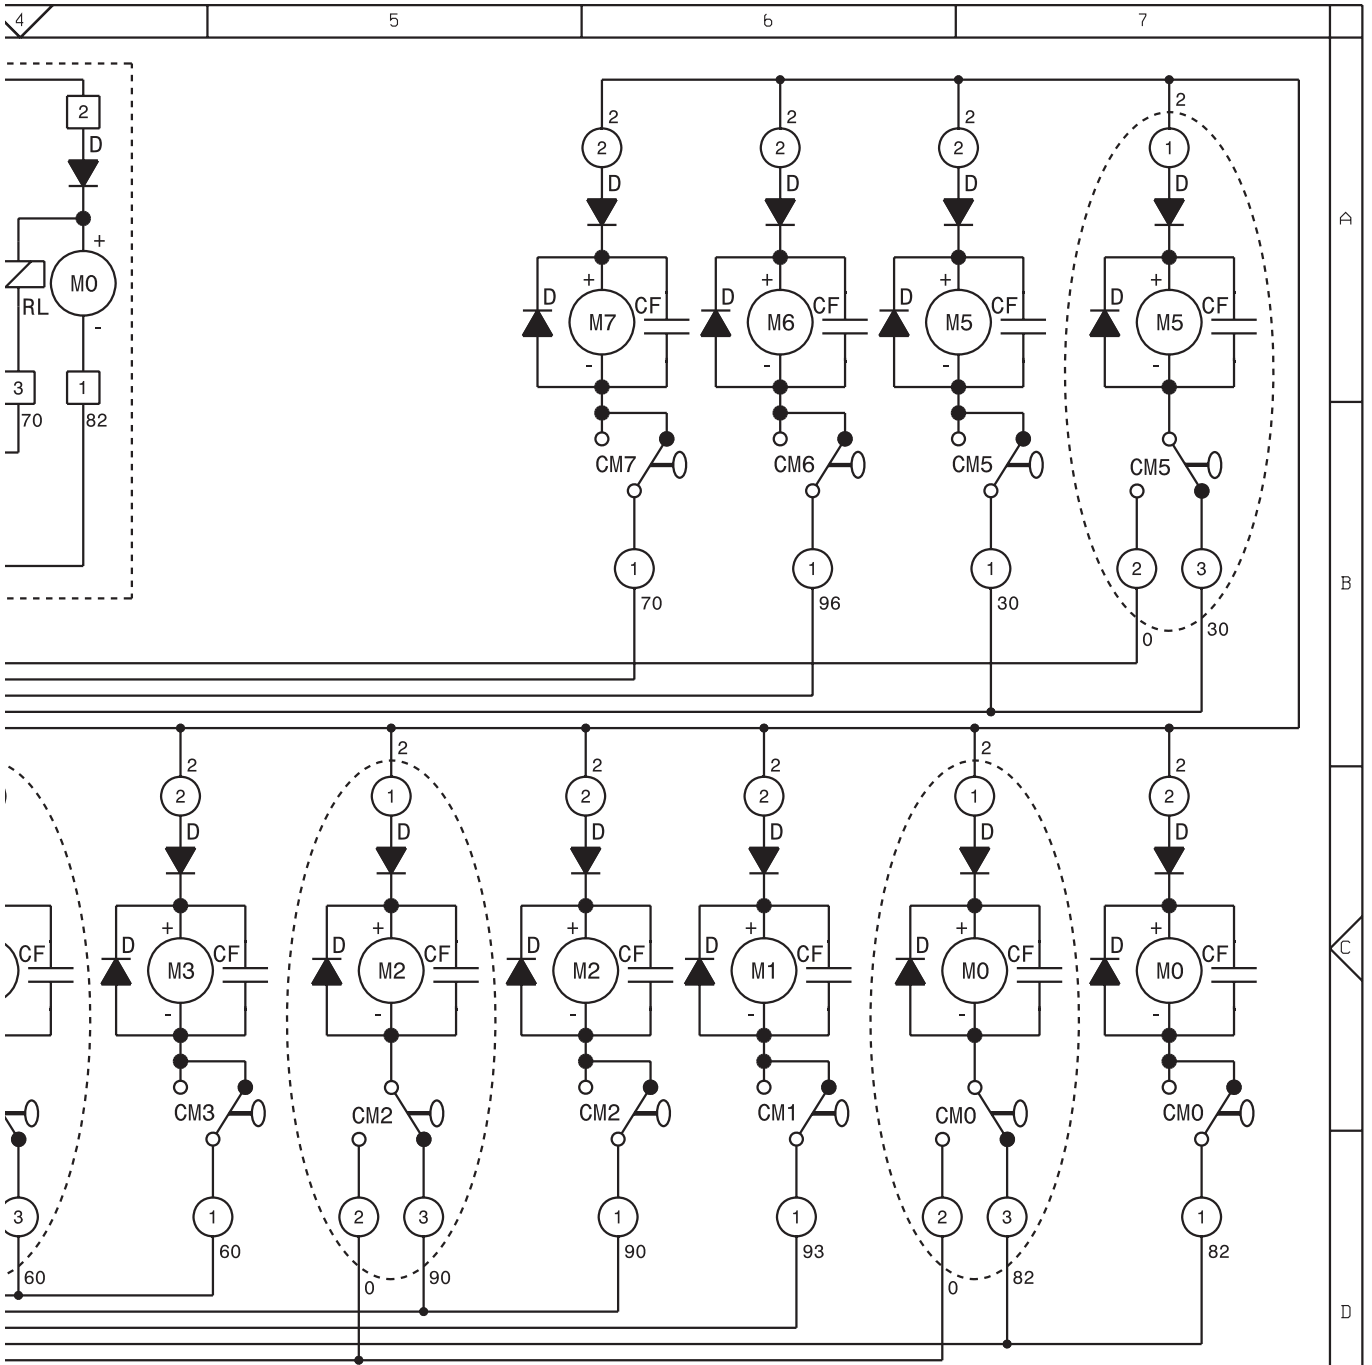 4 5 6 7
2 2 2 2
2 2 2 2 1
D D D D D
A
+ + + + +
M0 D M7 CF D M6 CF D M5 CF D M5 CF
RL
- - - - -
3 1
70 82
CM7 CM6 CM5 CM5
1 1 1 2 3
B
70 96 30 0 30
2 2 2 2 2 2
2 1 2 2 1 2
D D D D D D
+ + + + + +
CF D M3 CF D M2 CF D M2 CF D M1 CF D M0 CF D M0 CF
C
- - - - - -
CM3 CM2 CM2 CM1 CM0 CM0
3 1 2 3 1 1 2 3 1
60 90 93 82
60 0 90 0 82
D